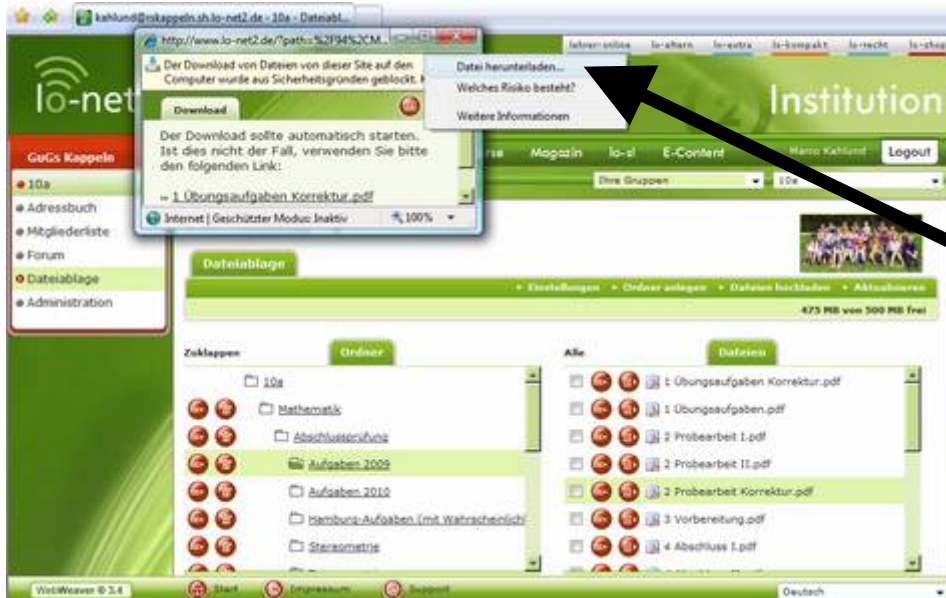 kahlund@rskappeln.sh.lo-net2.de - 10a - Dateiabl...
http://www.lo-net2.de/?path=%2F94%2CM...
Der Download von Dateien von dieser Site auf den
Computer wurde aus Sicherheitsgründen geblockt.
Datei herunterladen...
Welches Risiko besteht?
Weitere Informationen
Download
Der Download sollte automatisch starten.
Ist dies nicht der Fall, verwenden Sie bitte
den folgenden Link:
1 Übungsaufgaben Korrektur.pdf
Internet | Geschützter Modus: Inaktiv 100%
lehrer-online lo-eltern lo-extra lo-kompakt lo-recht lo-shop
lo-net
Institution
Magazin lo-sl E-Content Marco Kahlund Logout
Ihre Gruppen 10a
GuGs Kappeln
10a
Adressbuch
Mitgliederliste
Forum
Dateiablage
Administration
Dateiablage
Einstellungen Ordner anlegen Dateien hochladen Aktualisieren
475 MB von 500 MB frei
Zuklappen Ordner
10a
Mathematik
Abschlussprüfung
Aufgaben 2009
Aufgaben 2010
Hamburg-Aufgaben (mit Wahrscheinlich
Stereometrie
Alle Dateien
1 Übungsaufgaben Korrektur.pdf
1 Übungsaufgaben.pdf
2 Probearbeit I.pdf
2 Probearbeit II.pdf
2 Probearbeit Korrektur.pdf
3 Vorbereitung.pdf
4 Abschluss I.pdf
WebWeaver © 3.4 Start Impressum Support Deutsch